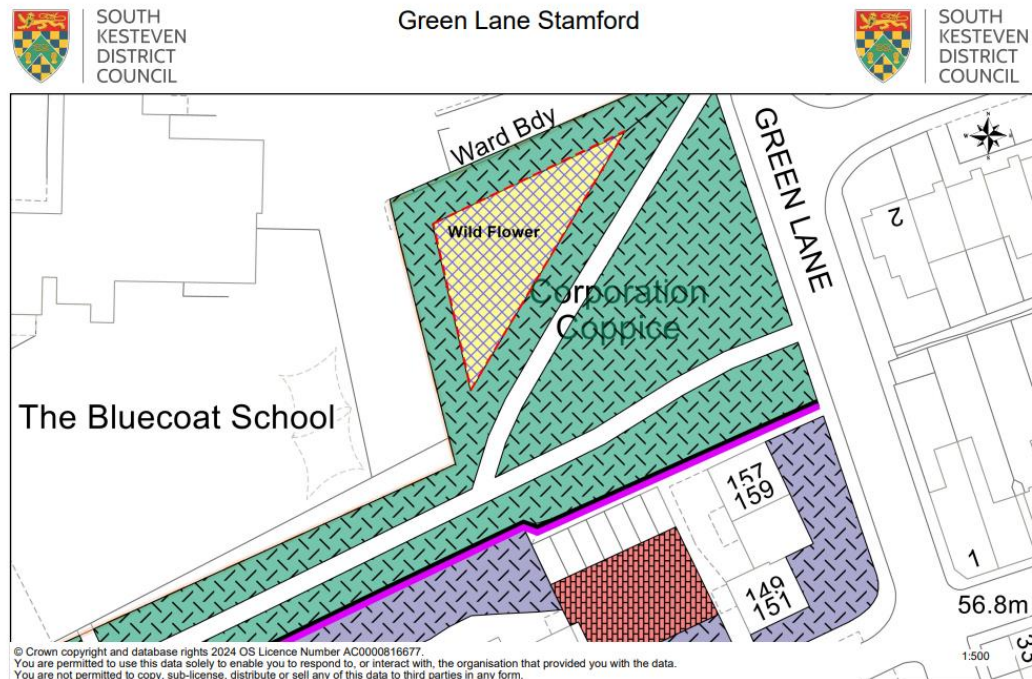 SOUTH
KESTEVEN
DISTRICT
COUNCIL
Green Lane Stamford
SOUTH
KESTEVEN
DISTRICT
COUNCIL
Ward Bdy
GREEN LANE
Wild Flower
2
Corporation
Coppice
The Bluecoat School
157
159
149
151
1
56.8m
1:500
© Crown copyright and database rights 2024 OS Licence Number AC0000816677.
You are permitted to use this data solely to enable you to respond to, or interact with, the organisation that provided you with the data.
You are not permitted to copy, sub-license, distribute or sell any of this data to third parties in any form.